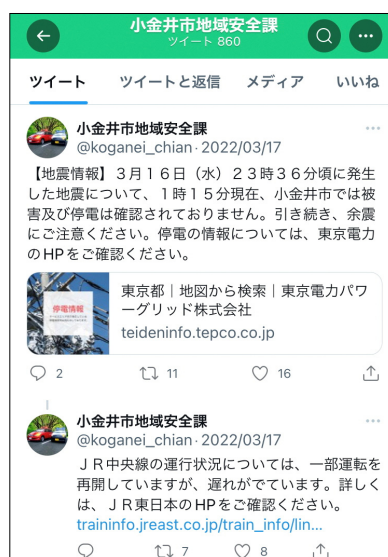 小金井市地域安全課
ツイート 860
ツイート
ツイートと返信
メディア
いいね
小金井市地域安全課
@koganei_chian · 2022/03/17
【地震情報】３月１６日（水）２３時３６分頃に発生
した地震について、１時１５分現在、小金井市では被
害及び停電は確認されておりません。引き続き、余震
にご注意ください。停電の情報については、東京電力
のHPをご確認ください。
停電情報
東京都｜地図から検索｜東京電力パワ
ーグリッド株式会社
teideninfo.tepco.co.jp
2
11
16
小金井市地域安全課
@koganei_chian · 2022/03/17
ＪＲ中央線の運行状況については、一部運転を
再開していますが、遅れがでています。詳しく
は、ＪＲ東日本のHPをご確認ください。
traininfo.jreast.co.jp/train_info/lin...
7
8